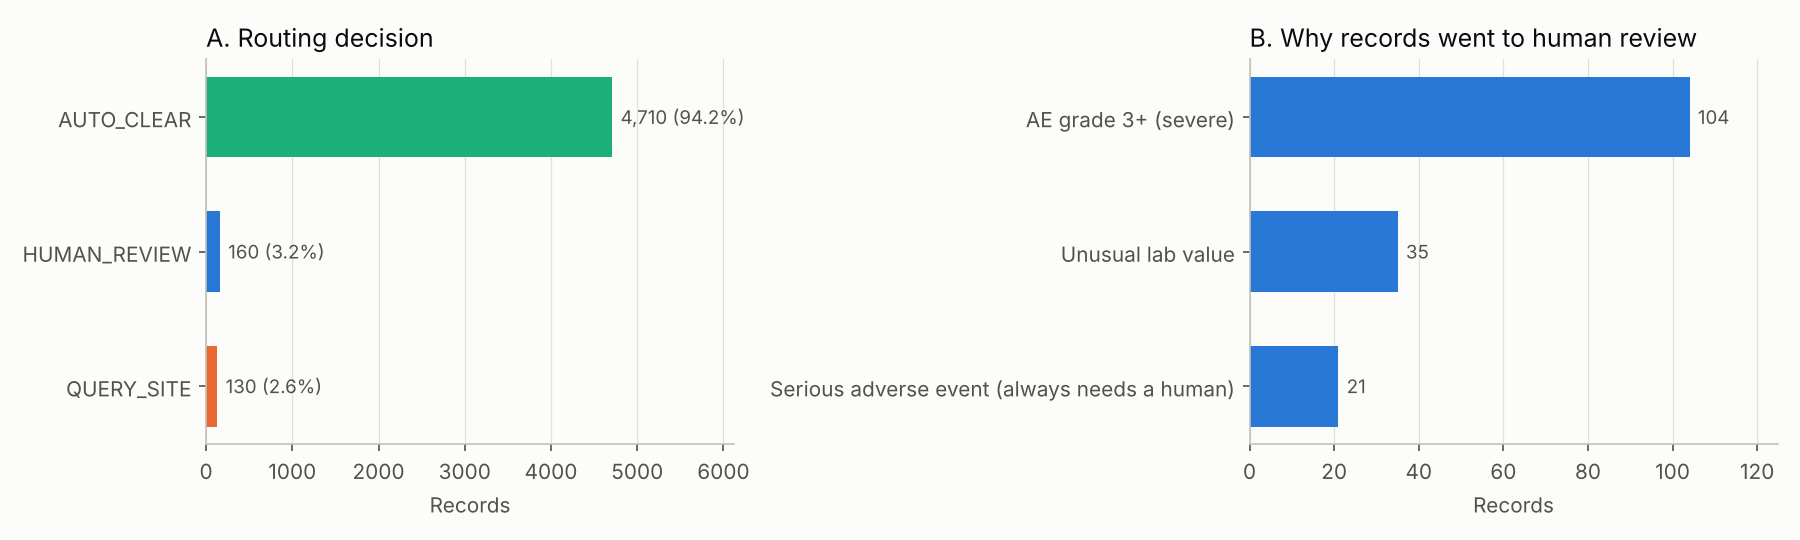 A. Routing decision
AUTO_CLEAR
4,710 (94.2%)
HUMAN_REVIEW
160 (3.2%)
QUERY_SITE
130 (2.6%)
0 1000 2000 3000 4000 5000 6000
Records
B. Why records went to human review
AE grade 3+ (severe)
104
Unusual lab value
35
Serious adverse event (always needs a human)
21
0 20 40 60 80 100 120
Records